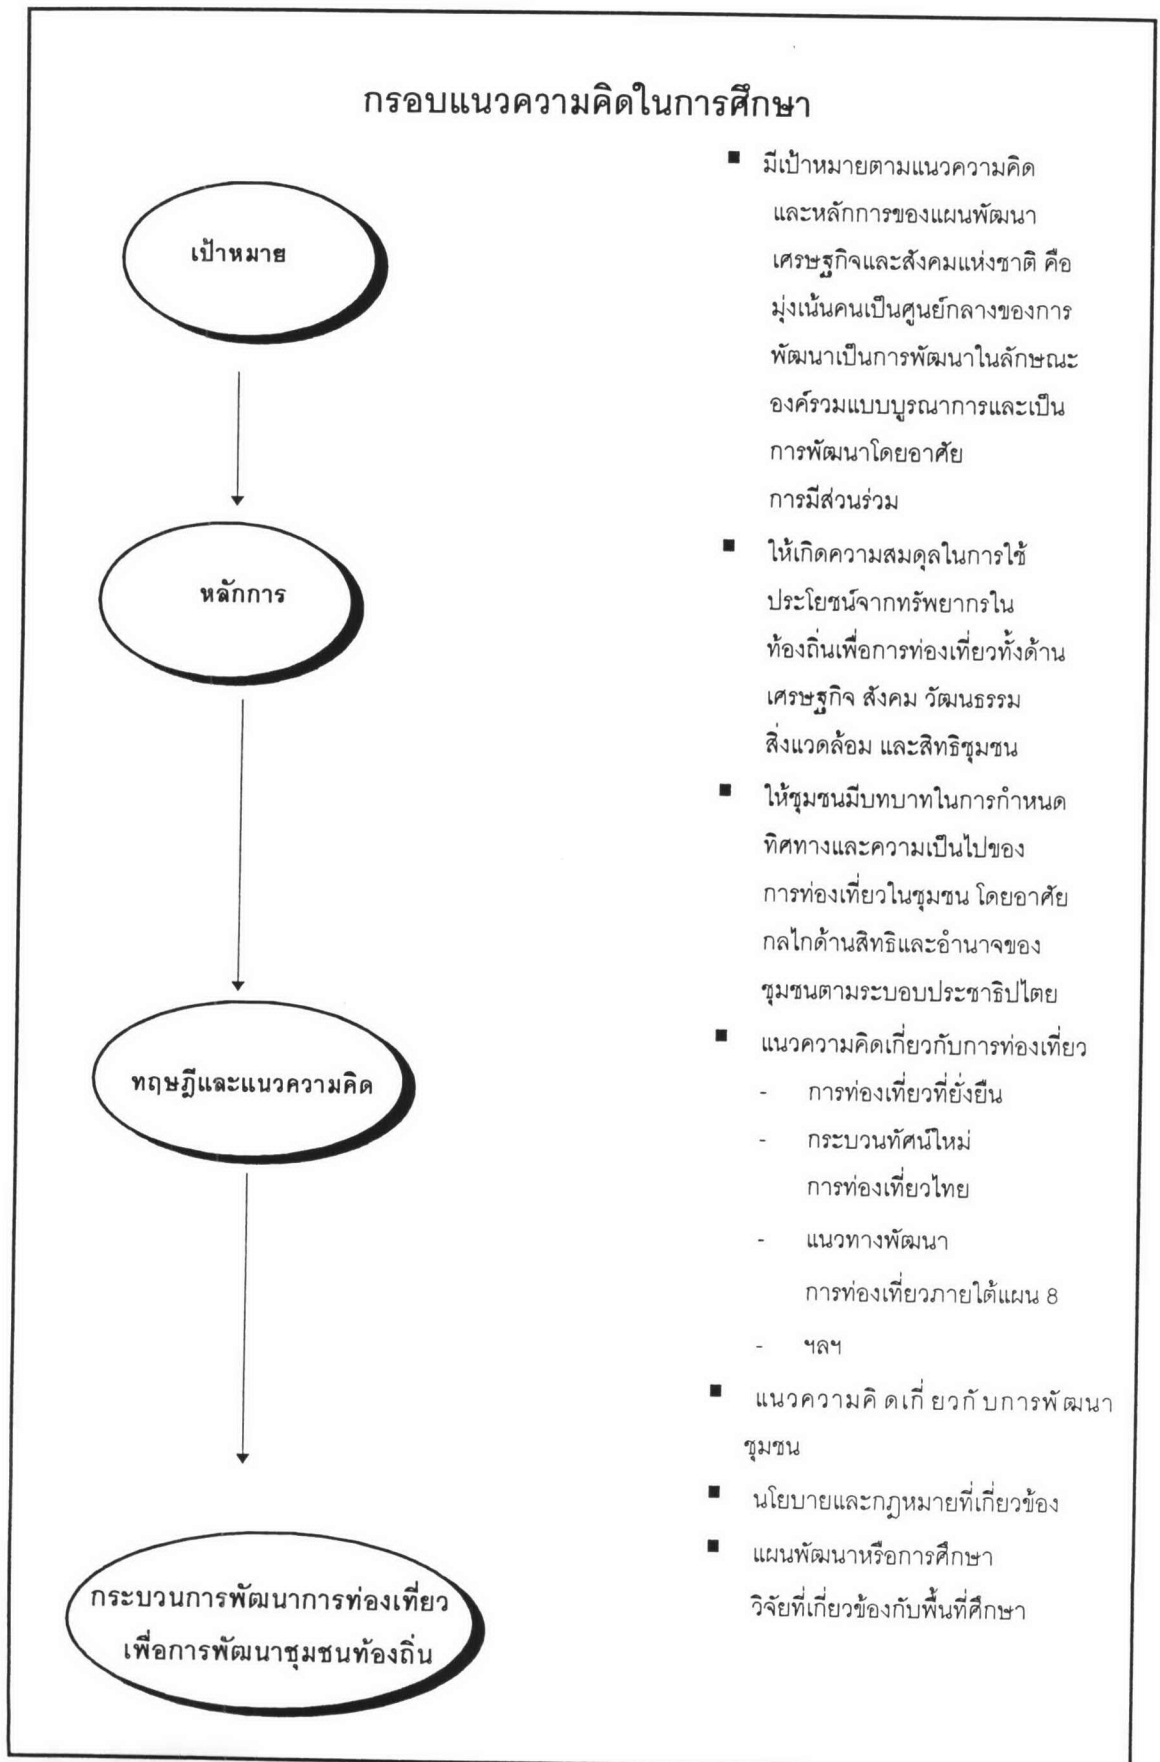 กรอบแนวความคิดในการศึกษา
เป้าหมาย
หลักการ
ทฤษฎีและแนวความคิด
กระบวนการพัฒนาการท่องเที่ยว
เพื่อการพัฒนาชุมชนท้องถิ่น
■ มีเป้าหมายตามแนวความคิด
และหลักการของแผนพัฒนา
เศรษฐกิจและสังคมแห่งชาติ คือ
มุ่งเน้นคนเป็นศูนย์กลางของการ
พัฒนาเป็นการพัฒนาในลักษณะ
องค์รวมแบบบูรณาการและเป็น
การพัฒนาโดยอาศัย
การมีส่วนร่วม
■ ให้เกิดความสมดุลในการใช้
ประโยชน์จากทรัพยากรใน
ท้องถิ่นเพื่อการท่องเที่ยวทั้งด้าน
เศรษฐกิจ สังคม วัฒนธรรม
สิ่งแวดล้อม และสิทธิชุมชน
■ ให้ชุมชนมีบทบาทในการกำหนด
ทิศทางและความเป็นไปของ
การท่องเที่ยวในชุมชน โดยอาศัย
กลไกด้านสิทธิและอำนาจของ
ชุมชนตามระบอบประชาธิปไตย
■ แนวความคิดเกี่ยวกับการท่องเที่ยว
- การท่องเที่ยวที่ยั่งยืน
- กระบวนทัศน์ใหม่
การท่องเที่ยวไทย
- แนวทางพัฒนา
การท่องเที่ยวภายใต้แผน 8
- ฯลฯ
■ แนวความคิดเกี่ยวกับการพัฒนา
ชุมชน
■ นโยบายและกฎหมายที่เกี่ยวข้อง
■ แผนพัฒนาหรือการศึกษา
วิจัยที่เกี่ยวข้องกับพื้นที่ศึกษา